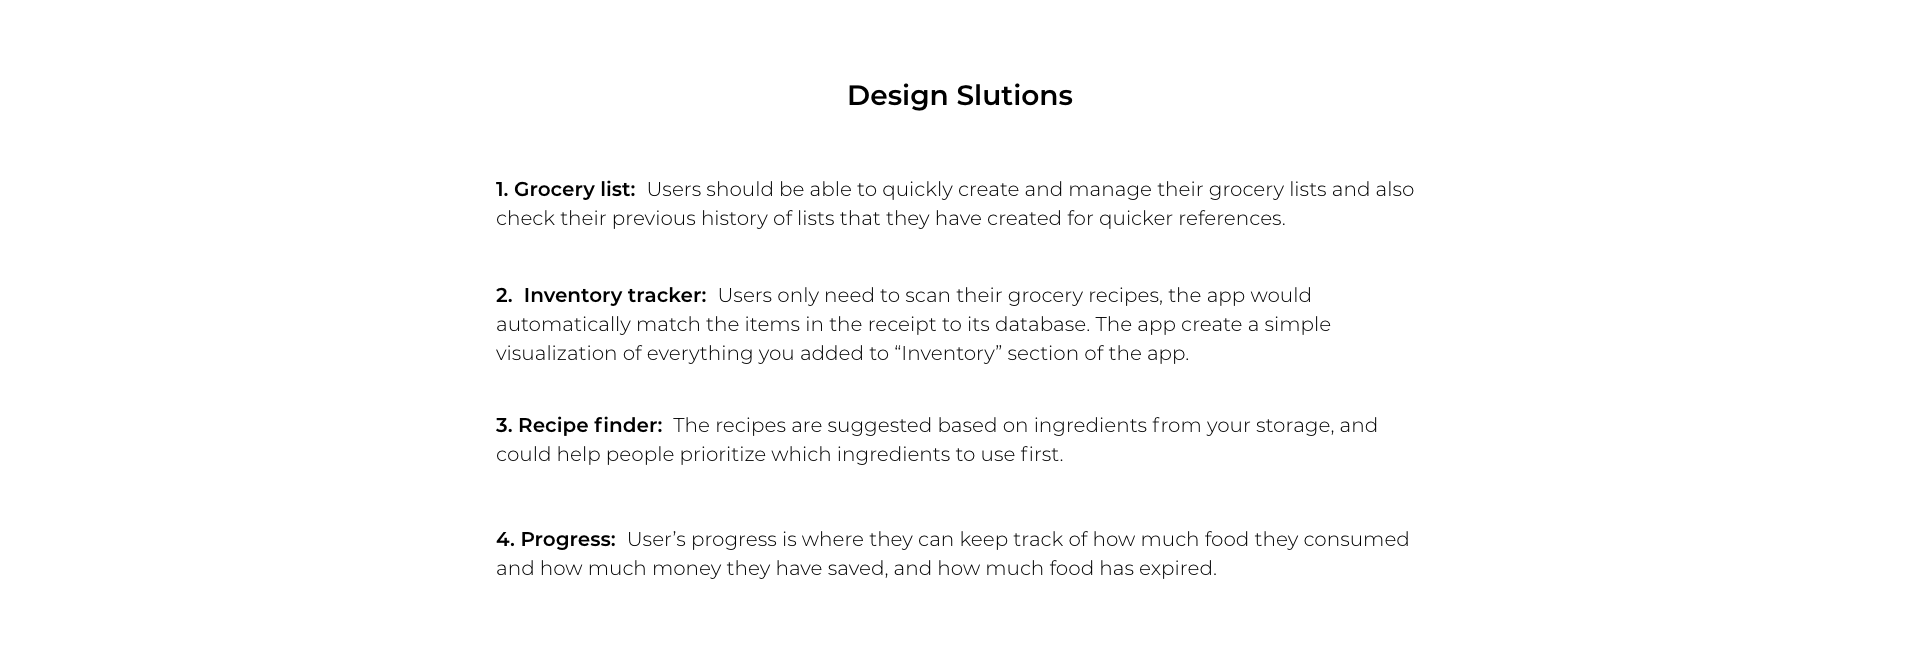 Design Slutions
1. Grocery list:  Users should be able to quickly create and manage their grocery lists and also
check their previous history of lists that they have created for quicker references.
2.  Inventory tracker:  Users only need to scan their grocery recipes, the app would
automatically match the items in the receipt to its database. The app create a simple
visualization of everything you added to “Inventory” section of the app.
3. Recipe finder:  The recipes are suggested based on ingredients from your storage, and
could help people prioritize which ingredients to use first.
4. Progress:  User’s progress is where they can keep track of how much food they consumed
and how much money they have saved, and how much food has expired.